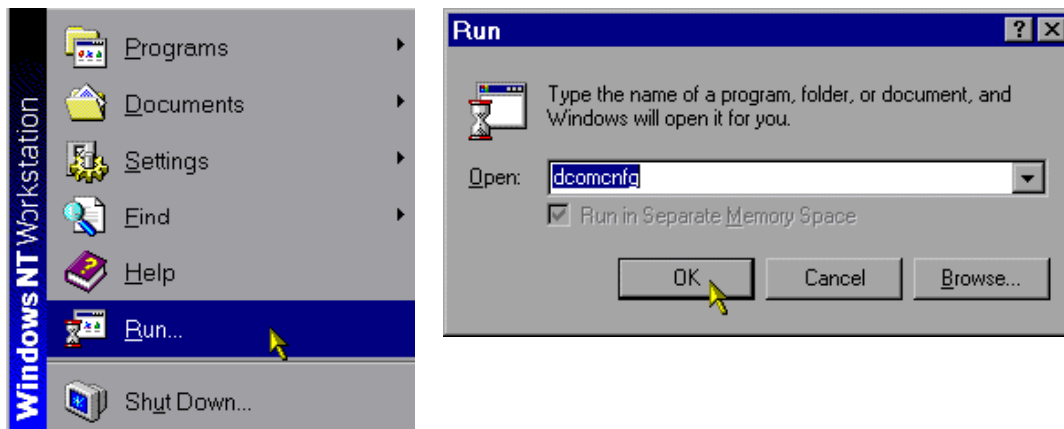 Windows NT Workstation
Programs
Documents
Settings
Find
Help
Run...
Shut Down...
Run
Type the name of a program, folder, or document, and
Windows will open it for you.
Open: dcomcnfg
Run in Separate Memory Space
OK Cancel Browse...